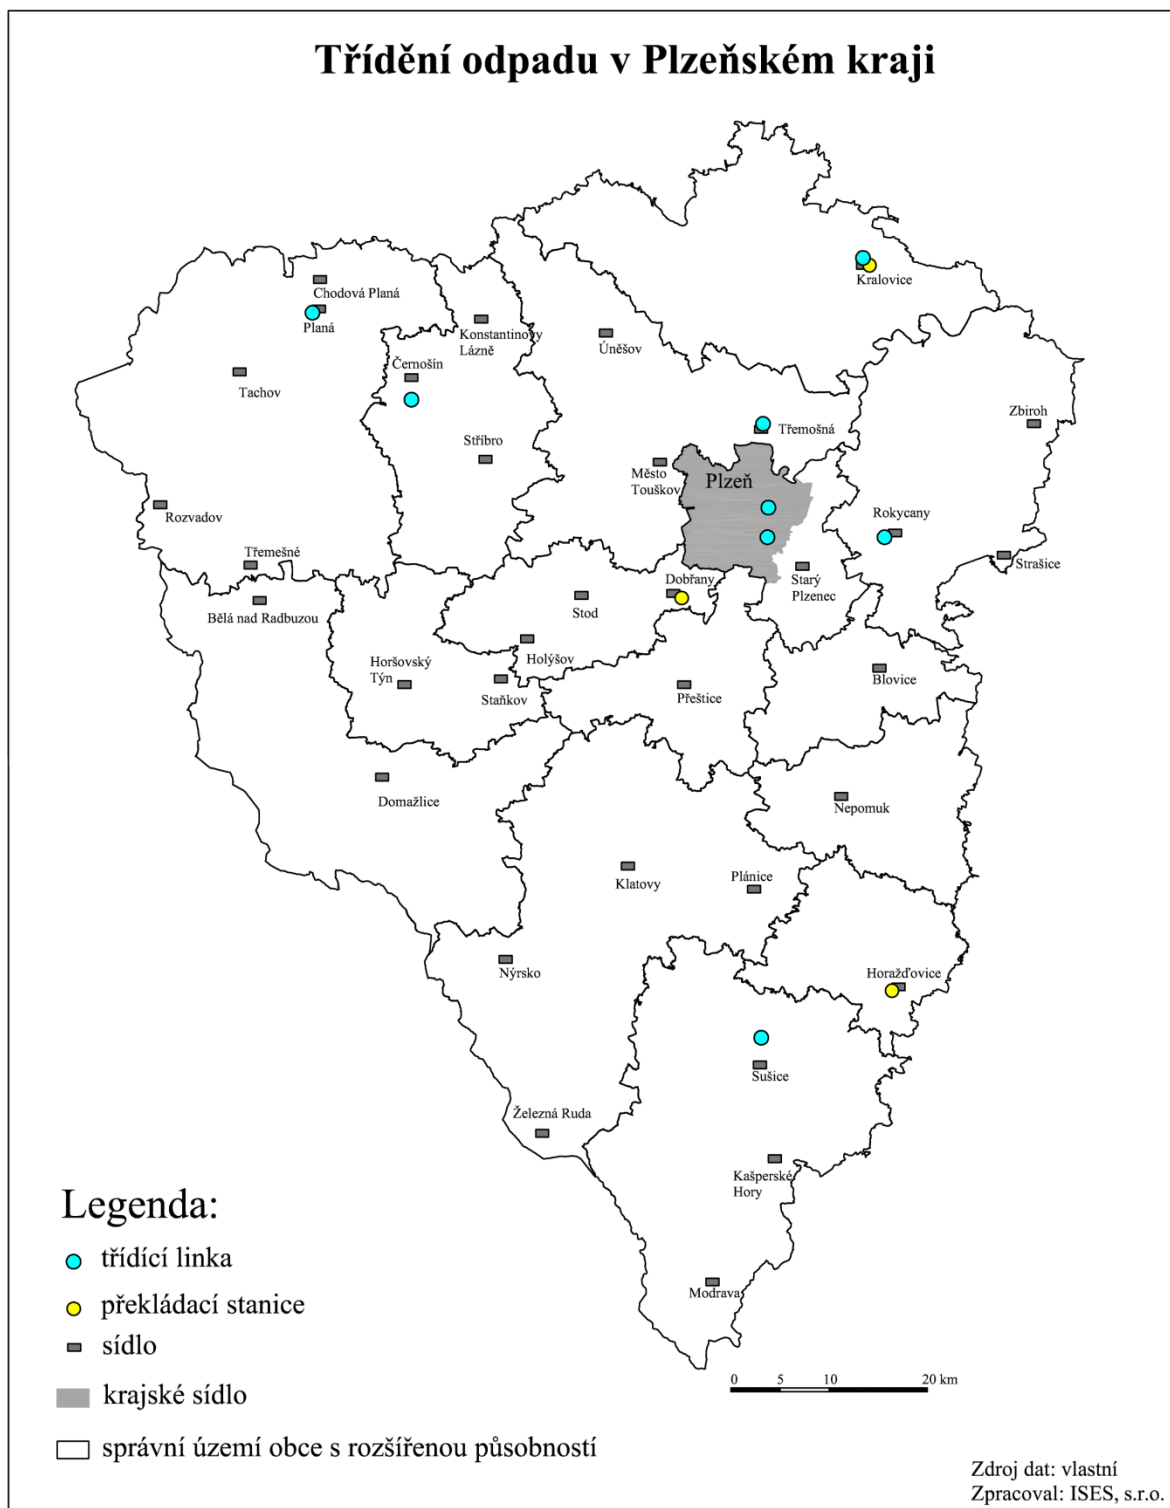 Třídění odpadu v Plzeňském kraji
Kralovice
Chodová Planá
Planá
Konstantinovy
Lázně
Úněšov
Černošín
Tachov
Zbiroh
Třemošná
Stříbro
Město
Touškov
Plzeň
Rozvadov
Rokycany
Třemešné
Strašice
Starý
Plzenec
Dobřany
Bělá nad Radbuzou
Stod
Holýšov
Horšovský
Týn
Staňkov
Přeštice
Blovice
Domažlice
Nepomuk
Klatovy
Plánice
Nýrsko
Horažďovice
Sušice
Železná Ruda
Kašperské
Hory
Modrava
Legenda:
třídící linka
překládací stanice
sídlo
krajské sídlo
správní území obce s rozšířenou působností
0 5 10 20 km
Zdroj dat: vlastní
Zpracoval: ISES, s.r.o.